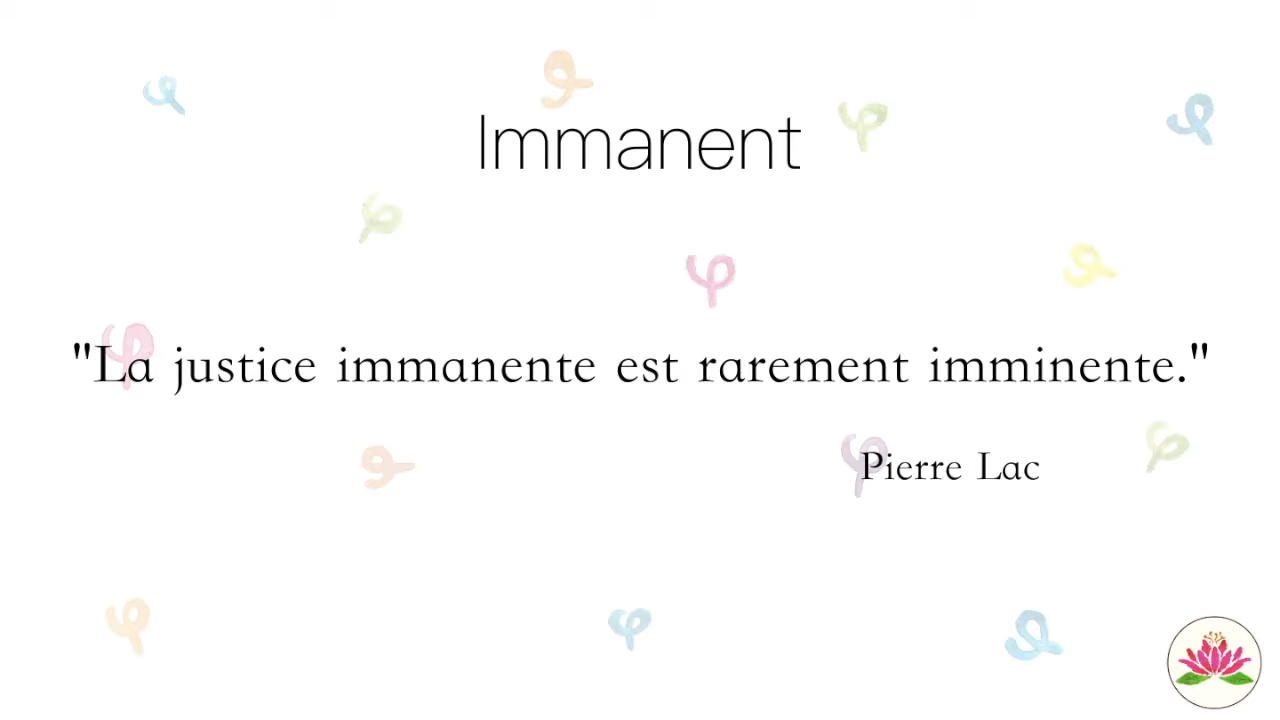 Immanent
"La justice immanente est rarement imminente."
Pierre Lac